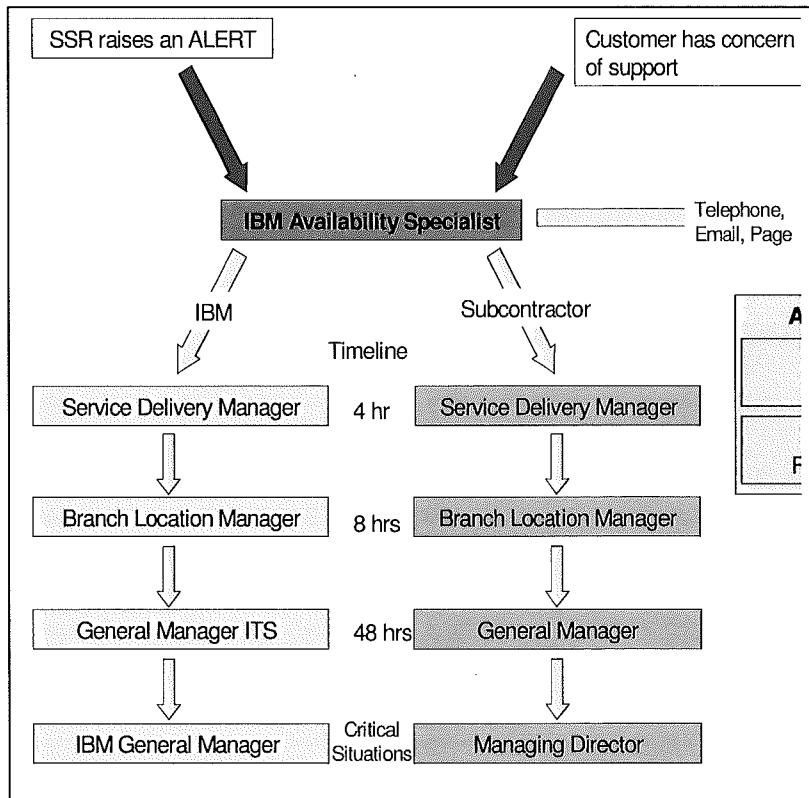 SSR raises an ALERT
Customer has concern
of support
IBM Availability Specialist
Telephone,
Email, Page
IBM
Subcontractor
Timeline
Service Delivery Manager
4 hr
Service Delivery Manager
Branch Location Manager
8 hrs
Branch Location Manager
General Manager ITS
48 hrs
General Manager
IBM General Manager
Critical
Situations
Managing Director